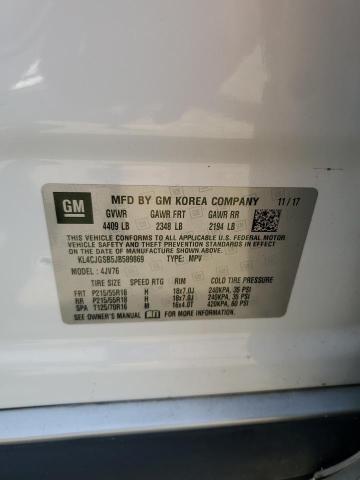 GM
MFD BY GM KOREA COMPANY 11/17
GVWR GAWR FRT GAWR RR
4409 LB 2348 LB 2194 LB
THIS VEHICLE CONFORMS TO ALL APPLICABLE
U.S. FEDERAL MOTOR VEHICLE SAFETY, BUMPER,
AND THEFT PREVENTION STANDARDS IN EFFECT ON THE
DATE OF MANUFACTURE SHOWN ABOVE.
KL4CJGSB5JB589869 TYPE: MPV
MODEL: 4JV76
TIRE SIZE SPEED RTG RIM COLD TIRE PRESSURE
FRT P215/55R18 H 18x7.0J 240KPA, 35 PSI
RR P215/55R18 H 18x7.0J 240KPA, 35 PSI
SPA T125/70R16 M 16x4.0T 420KPA, 60 PSI
SEE OWNER'S MANUAL FOR ADDITIONAL INFORMATION